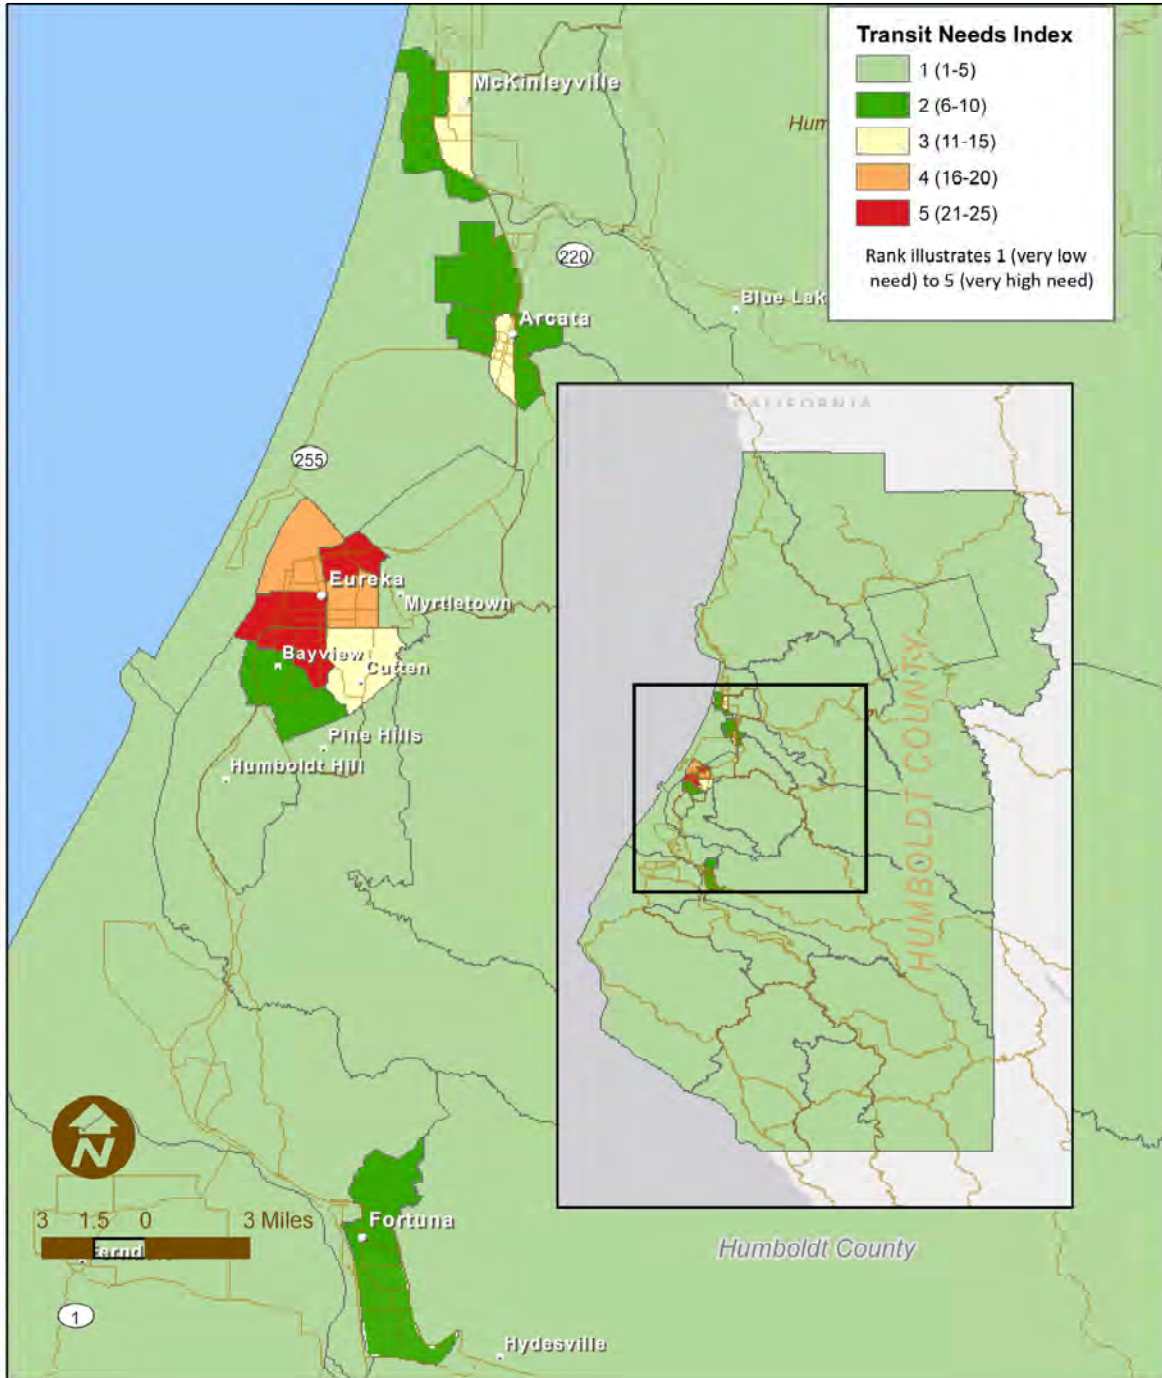 Transit Needs Index
1 (1-5)
2 (6-10)
3 (11-15)
4 (16-20)
5 (21-25)
Rank illustrates 1 (very low
need) to 5 (very high need)
McKinleyville
Hum
220
Blue Lak
Arcata
CALIFORNIA
255
Eureka
Myrtletown
Bayview
Cutten
Pine Hills
Humboldt Hill
HUMBOLDT COUNTY
N
3 1.5 0 3 Miles
Fortuna
Humboldt County
1
Hydesville